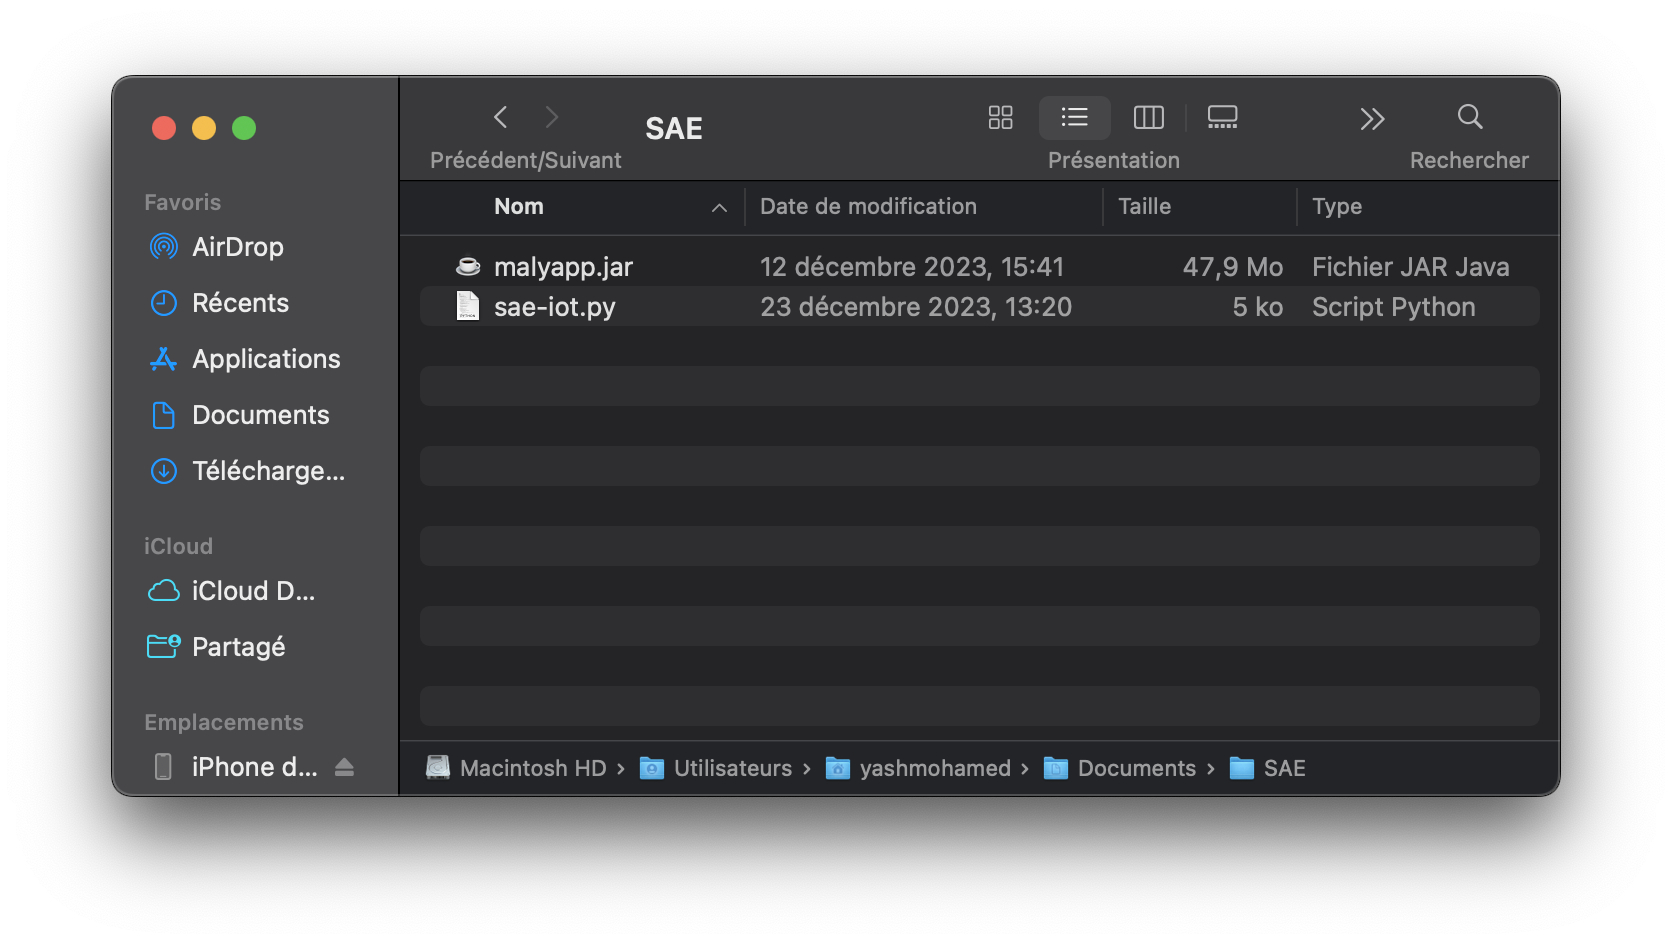 SAE
Précédent/Suivant
Présentation
Rechercher
Favoris
AirDrop
Récents
Applications
Documents
Télécharge...
iCloud
iCloud D...
Partagé
Emplacements
iPhone d...
Nom Date de modification Taille Type
malyapp.jar 12 décembre 2023, 15:41 47,9 Mo Fichier JAR Java
sae-iot.py 23 décembre 2023, 13:20 5 ko Script Python
Macintosh HD › Utilisateurs › yashmohamed › Documents › SAE